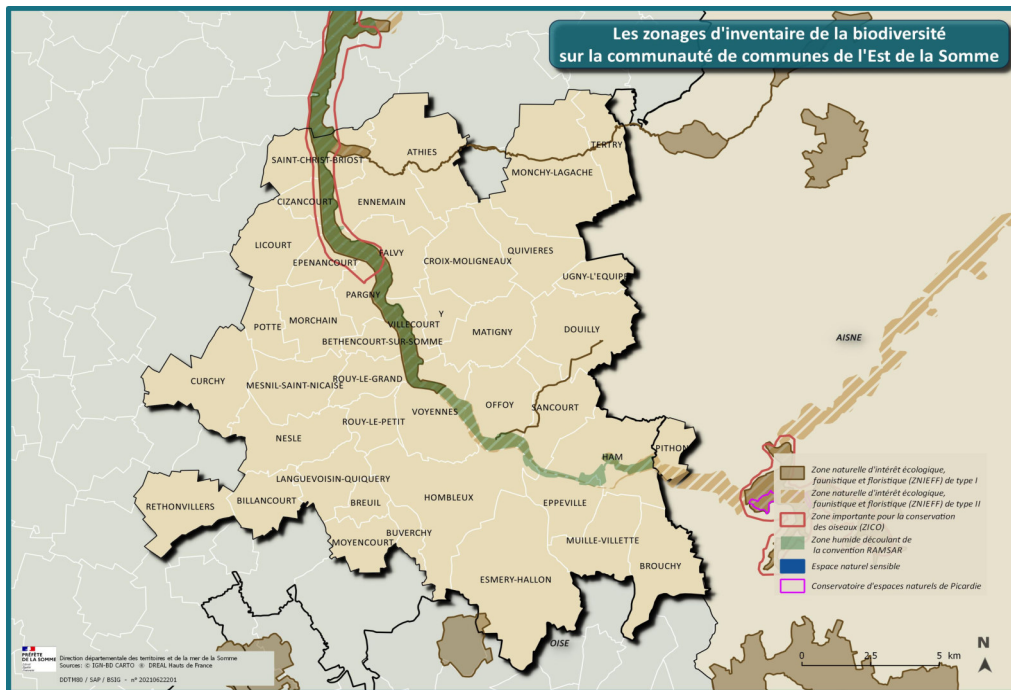 Les zonages d'inventaire de la biodiversité
sur la communauté de communes de l'Est de la Somme
TERTRY
ATHIES
SAINT-CHRIST-BRIOST
MONCHY-LAGACHE
CIZANCOURT
ENNEMAIN
LICOURT
FALVY
QUIVIERES
EPENANCOURT
CROIX-MOLIGNEAUX
UGNY-L'EQUIPE
PARGNY
Y
MORCHAIN
VILLECOURT
POTTE
MATIGNY
DOUILLY
BETHENCOURT-SUR-SOMME
AISNE
CURCHY
MESNIL-SAINT-NICAISE
ROUY-LE-GRAND
VOYENNES
OFFOY
SANCOURT
ROUY-LE-PETIT
NESLE
PITHON
HAM
LANGUEVOISIN-QUIQUERY
RETHONVILLERS
BILLANCOURT
BREUIL
HOMBLEUX
EPPEVILLE
BUVERCHY
MOYENCOURT
MUILLE-VILLETTE
BROUCHY
ESMERY-HALLON
OISE
Zone naturelle d'intérêt écologique,
faunistique et floristique (ZNIEFF) de type I
Zone naturelle d'intérêt écologique,
faunistique et floristique (ZNIEFF) de type II
Zone importante pour la conservation
des oiseaux (ZICO)
Zone humide découlant de
la convention RAMSAR
Espace naturel sensible
Conservatoire d'espaces naturels de Picardie
N
0 2,5 5 km
PRÉFÈTE
DE LA SOMME
Direction départementale des territoires et de la mer de la Somme
Sources: © IGN-BD CARTO ® DREAL Hauts de France
DDTM80 / SAP / BSIG - n° 20210622201